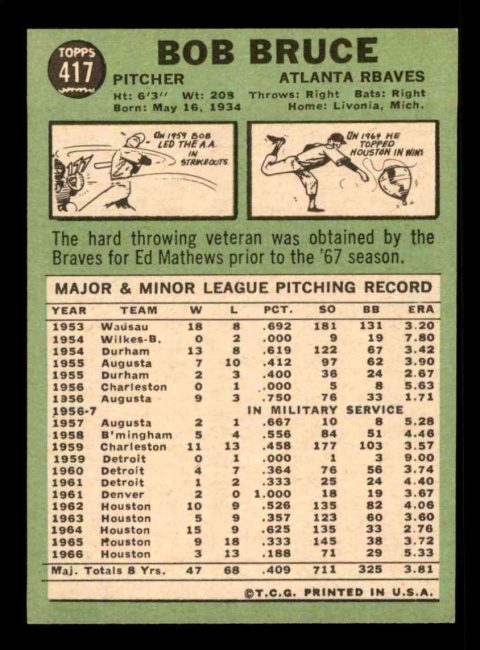 TOPPS
417
BOB BRUCE
PITCHER ATLANTA RBAVES
Ht: 6'3" Wt: 208 Throws: Right Bats: Right
Born: May 16, 1934 Home: Livonia, Mich.
ON 1959 BOB
LED THE A.A.
IN
STRIKEOUTS
ON 1964 HE
TOPPED
HOUSTON IN WINS
The hard throwing veteran was obtained by the
Braves for Ed Mathews prior to the '67 season.
MAJOR & MINOR LEAGUE PITCHING RECORD
YEAR TEAM W L PCT. SO BB ERA
1953 Wausau 18 8 .692 181 131 3.20
1954 Wilkes-B. 0 2 .000 9 19 7.80
1954 Durham 13 8 .619 122 67 3.42
1955 Augusta 7 10 .412 97 62 3.90
1955 Durham 2 3 .400 36 24 2.67
1956 Charleston 0 1 .000 5 8 5.63
1956 Augusta 9 3 .750 76 33 1.71
1956-7 IN MILITARY SERVICE
1957 Augusta 2 1 .667 10 8 5.28
1958 B'mingham 5 4 .556 84 51 4.46
1959 Charleston 11 13 .458 177 103 3.57
1959 Detroit 0 1 .000 1 3 9.00
1960 Detroit 4 7 .364 76 56 3.74
1961 Detroit 1 2 .333 25 24 4.40
1961 Denver 2 0 1.000 18 19 3.67
1962 Houston 10 9 .526 135 82 4.06
1963 Houston 5 9 .357 123 60 3.60
1964 Houston 15 9 .625 135 33 2.76
1965 Houston 9 18 .333 145 38 3.72
1966 Houston 3 13 .188 71 29 5.33
Maj. Totals 8 Yrs. 47 68 .409 711 325 3.81
©T.C.G. PRINTED IN U.S.A.